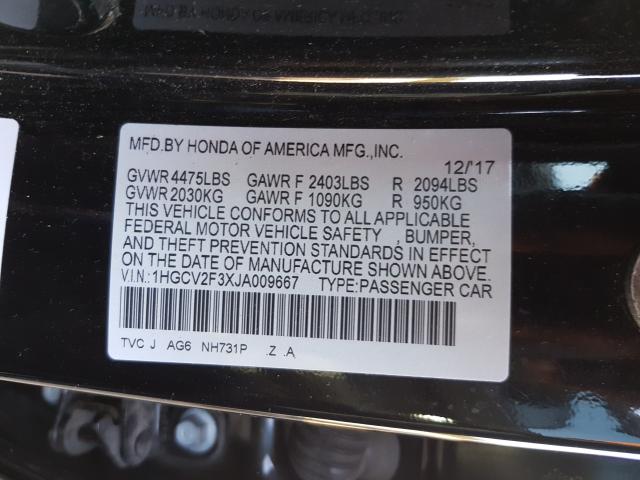 MFD.BY HONDA OF AMERICA MFG.,INC.
12/'17
GVWR 4475LBS GAWR F 2403LBS R 2094LBS
GVWR 2030KG GAWR F 1090KG R 950KG
THIS VEHICLE CONFORMS TO ALL APPLICABLE
FEDERAL MOTOR VEHICLE SAFETY , BUMPER,
AND THEFT PREVENTION STANDARDS IN EFFECT
ON THE DATE OF MANUFACTURE SHOWN ABOVE.
V.I.N.:1HGCV2F3XJA009667 TYPE:PASSENGER CAR
TVC J AG6 NH731P .Z .A